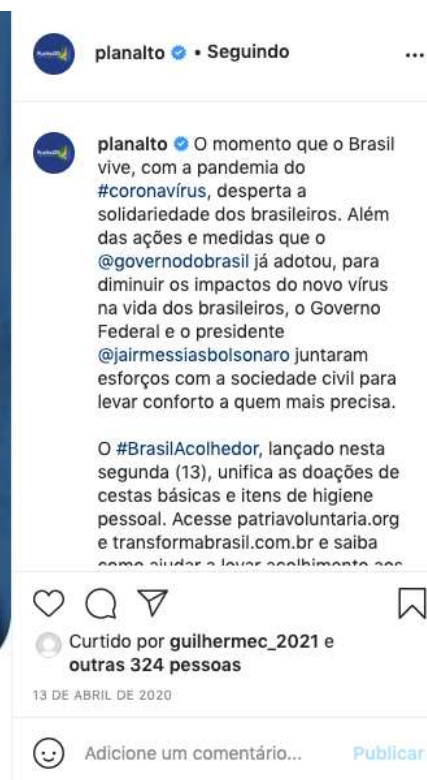 planalto • Seguindo
planalto O momento que o Brasil
vive, com a pandemia do
#coronavírus, desperta a
solidariedade dos brasileiros. Além
das ações e medidas que o
@governodobrasil já adotou, para
diminuir os impactos do novo vírus
na vida dos brasileiros, o Governo
Federal e o presidente
@jairmessiasbolsonaro juntaram
esforços com a sociedade civil para
levar conforto a quem mais precisa.
O #BrasilAcolhedor, lançado nesta
segunda (13), unifica as doações de
cestas básicas e itens de higiene
pessoal. Acesse patriavoluntaria.org
e transformabrasil.com.br e saiba
como ajudar a levar acolhimento aos
Curtido por guilhermec_2021 e
outras 324 pessoas
13 DE ABRIL DE 2020
Adicione um comentário... Publicar